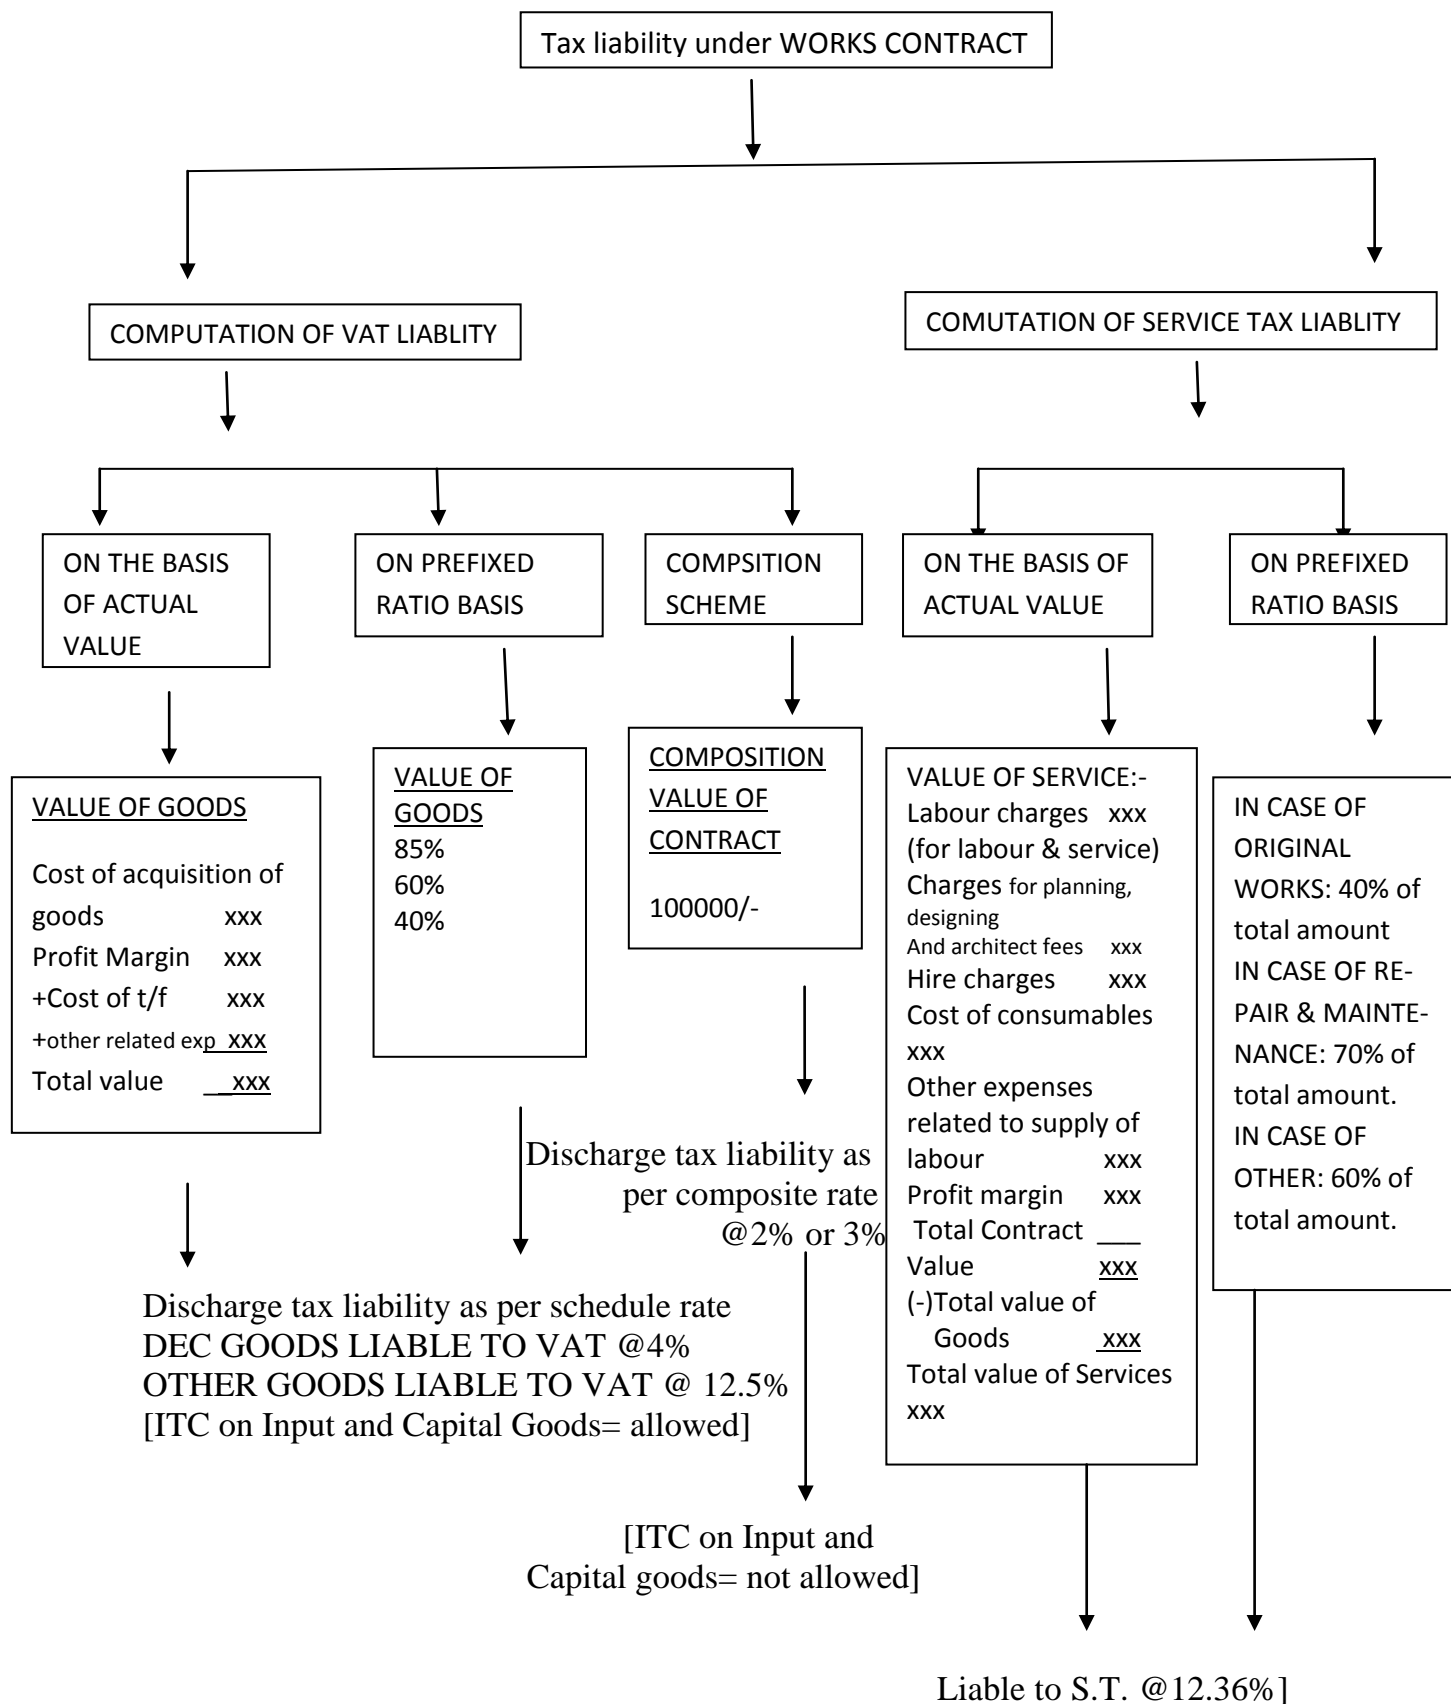 Tax liability under WORKS CONTRACT
COMPUTATION OF VAT LIABLITY
COMUTATION OF SERVICE TAX LIABLITY
ON THE BASIS
OF ACTUAL
VALUE
ON PREFIXED
RATIO BASIS
COMPSITION
SCHEME
ON THE BASIS OF
ACTUAL VALUE
ON PREFIXED
RATIO BASIS
VALUE OF GOODS
Cost of acquisition of
goods xxx
Profit Margin xxx
+Cost of t/f xxx
+other related exp xxx
Total value __xxx
VALUE OF
GOODS
85%
60%
40%
COMPOSITION
VALUE OF
CONTRACT
100000/-
VALUE OF SERVICE:-
Labour charges xxx
(for labour & service)
Charges for planning,
designing
And architect fees xxx
Hire charges xxx
Cost of consumables
xxx
Other expenses
related to supply of
labour xxx
Profit margin xxx
Total Contract ___
Value xxx
(-)Total value of
Goods xxx
Total value of Services
xxx
IN CASE OF
ORIGINAL
WORKS: 40% of
total amount
IN CASE OF RE-
PAIR & MAINTE-
NANCE: 70% of
total amount.
IN CASE OF
OTHER: 60% of
total amount.
Discharge tax liability as
per composite rate
@2% or 3%
Discharge tax liability as per schedule rate
DEC GOODS LIABLE TO VAT @4%
OTHER GOODS LIABLE TO VAT @ 12.5%
[ITC on Input and Capital Goods= allowed]
[ITC on Input and
Capital goods= not allowed]
Liable to S.T. @12.36%]